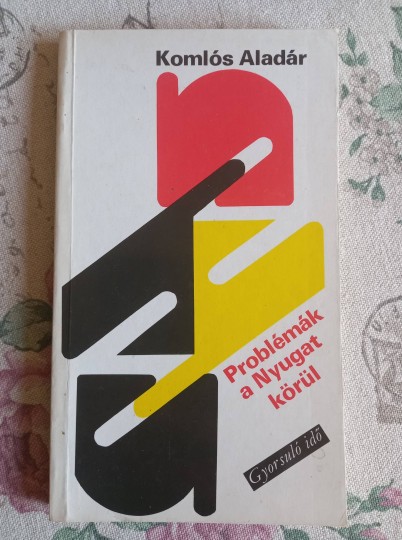 Komlós Aladár
Problémák
a Nyugat
körül
Gyorsuló idő